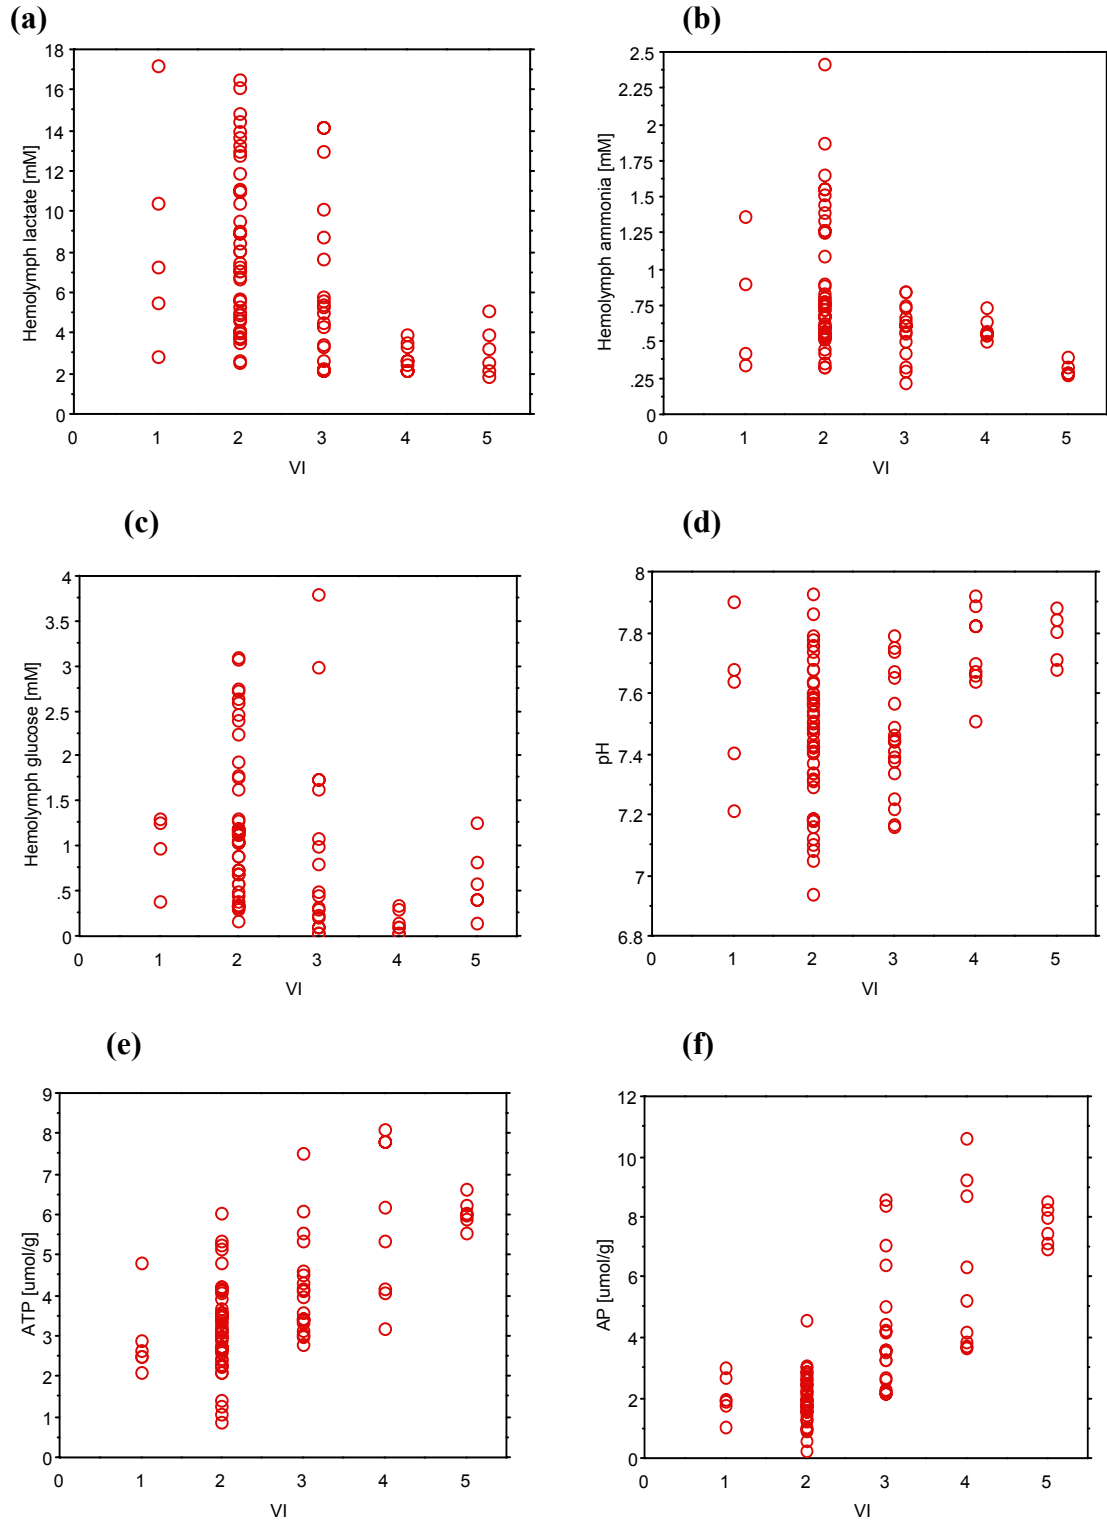 (a)
18
16
14
12
10
8
6
4
2
0
Hemolymph lactate [mM]
0 1 2 3 4 5
VI
(b)
2.5
2.25
2
1.75
1.5
1.25
1
.75
.5
.25
0
Hemolymph ammonia [mM]
0 1 2 3 4 5
VI
(c)
4
3.5
3
2.5
2
1.5
1
.5
0
Hemolymph glucose [mM]
0 1 2 3 4 5
VI
(d)
8
7.8
7.6
7.4
7.2
7
6.8
pH
0 1 2 3 4 5
VI
(e)
9
8
7
6
5
4
3
2
1
0
ATP [umol/g]
0 1 2 3 4 5
VI
(f)
12
10
8
6
4
2
0
AP [umol/g]
0 1 2 3 4 5
VI